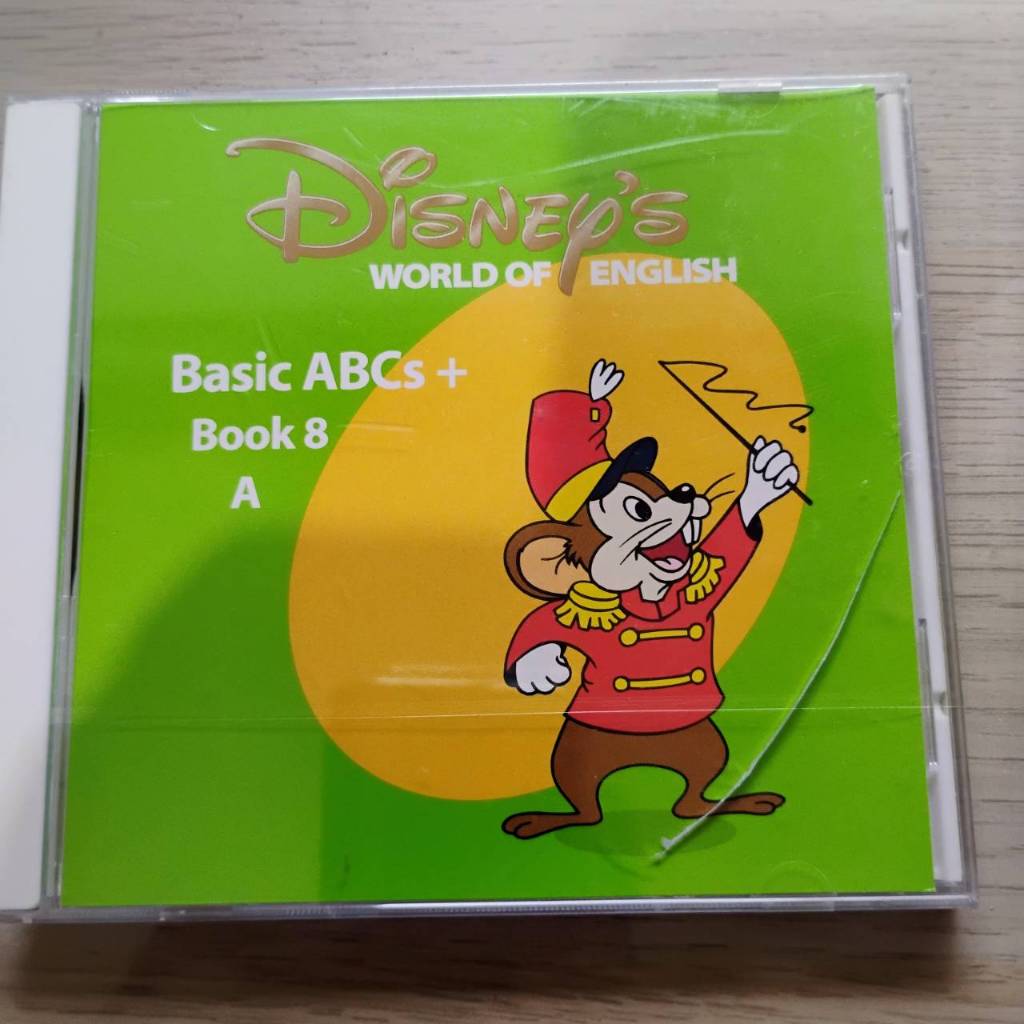 Disney's
WORLD OF ENGLISH
Basic ABCs +
Book 8
A